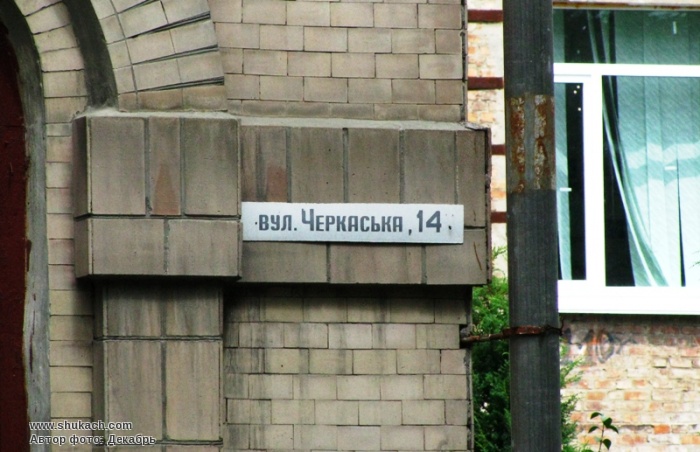 вул. Черкаська, 14
www.shukach.com
Автор фото: Декабрь